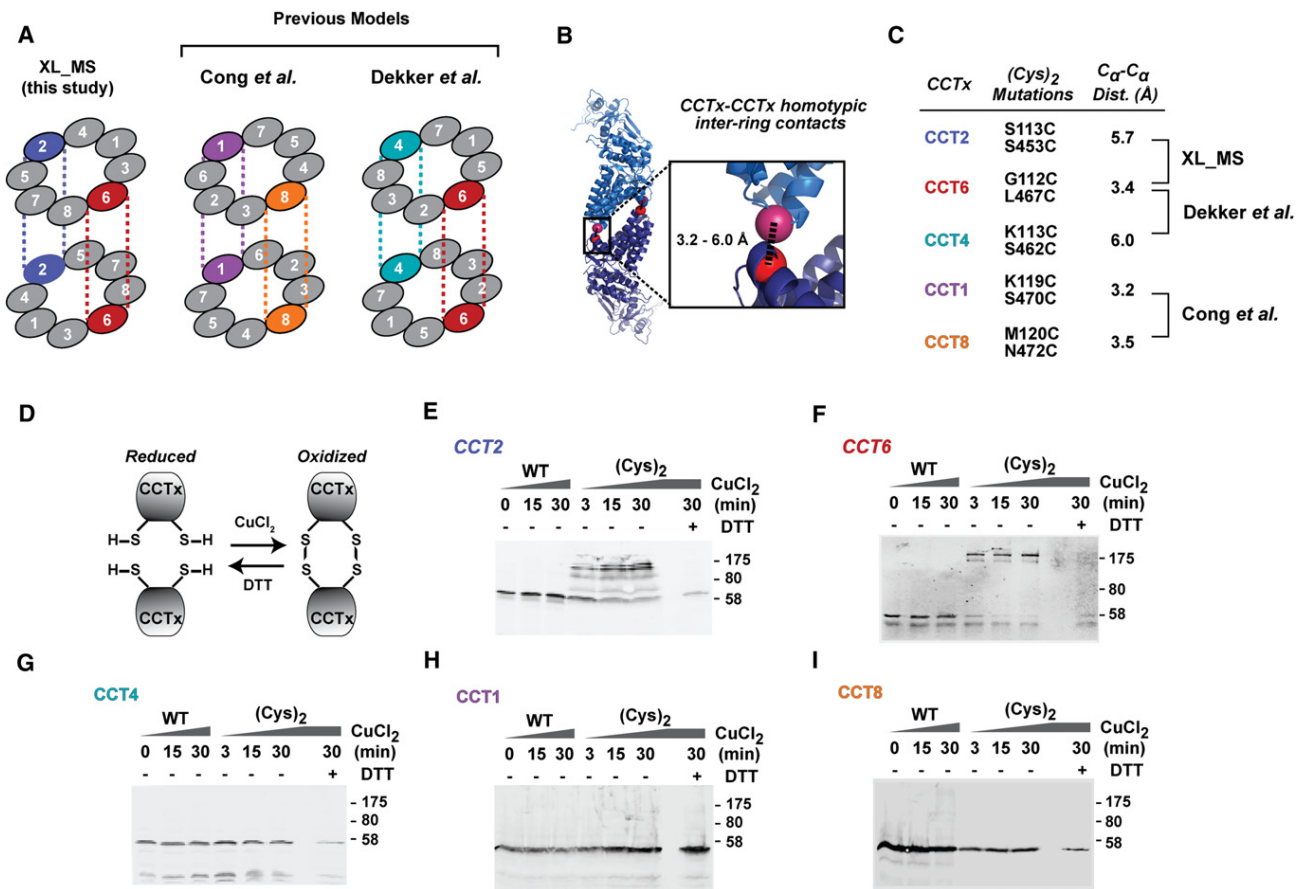 Previous Models
A
XL_MS
(this study)
Cong et al.
Dekker et al.
4
2
1
5
3
7
6
8
5
2
7
4
8
1
6
3
7
1
5
6
4
2
8
3
6
1
2
7
3
5
8
4
7
4
1
8
5
3
6
2
8
4
3
7
2
1
6
5
B
CCTx-CCTx homotypic
inter-ring contacts
3.2 - 6.0 Å
C
CCTx
(Cys)2
Mutations
Cα-Cα
Dist. (Å)
CCT2
S113C
S453C
5.7
XL_MS
CCT6
G112C
L467C
3.4
Dekker et al.
CCT4
K113C
S462C
6.0
CCT1
K119C
S470C
3.2
Cong et al.
CCT8
M120C
N472C
3.5
D
Reduced
Oxidized
CCTx
CCTx
H-S
S-H
CuCl2
S
S
H-S
S-H
DTT
S
S
CCTx
CCTx
E
CCT2
WT
(Cys)2
CuCl2
0 15 30 3 15 30 30 (min)
- - - - - - + DTT
- 175
- 80
- 58
F
CCT6
WT
(Cys)2
CuCl2
0 15 30 3 15 30 30 (min)
- - - - - - + DTT
- 175
- 80
- 58
G
CCT4
WT
(Cys)2
CuCl2
0 15 30 3 15 30 30 (min)
- - - - - - + DTT
- 175
- 80
- 58
H
CCT1
WT
(Cys)2
CuCl2
0 15 30 3 15 30 30 (min)
- - - - - - + DTT
- 175
- 80
- 58
I
CCT8
WT
(Cys)2
CuCl2
0 15 30 3 15 30 30 (min)
- - - - - - + DTT
- 175
- 80
- 58